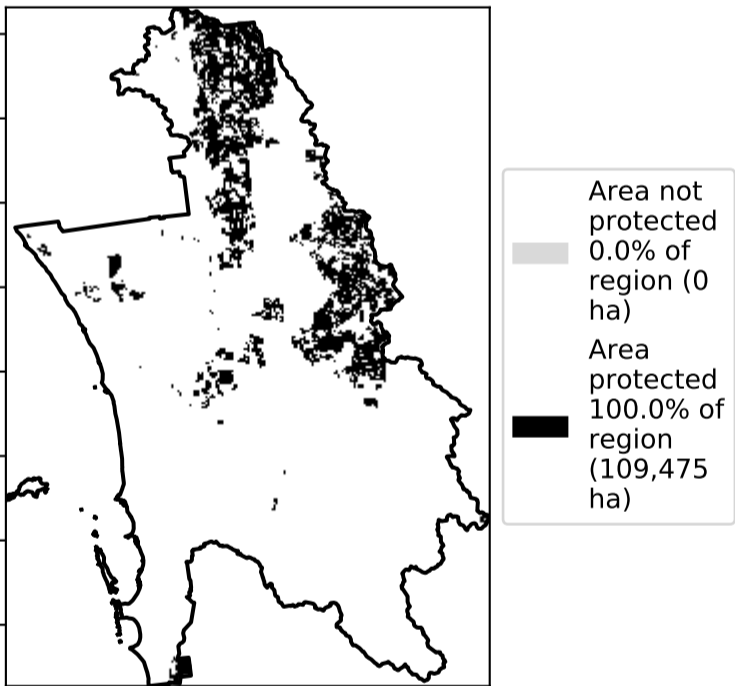 Area not
protected
0.0% of
region (0
ha)
Area
protected
100.0% of
region
(109,475
ha)